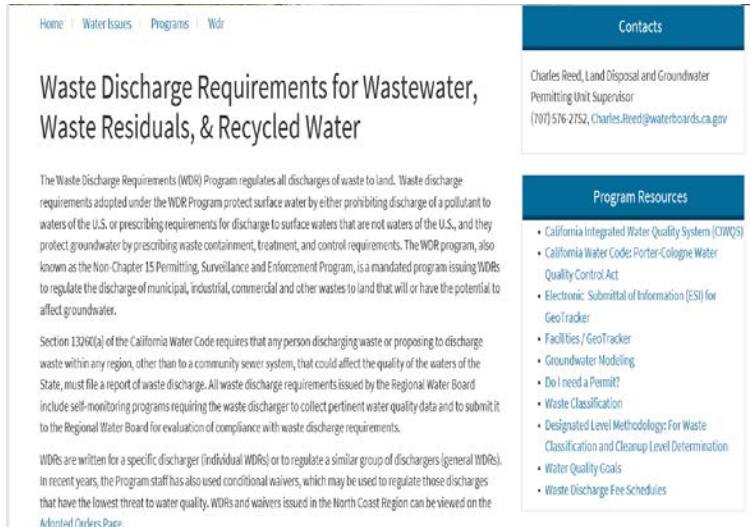 Home | Water Issues | Programs | Wdr
Waste Discharge Requirements for Wastewater,
Waste Residuals, & Recycled Water
The Waste Discharge Requirements (WDR) Program regulates all discharges of waste to land. Waste discharge
requirements adopted under the WDR Program protect surface water by either prohibiting discharge of a pollutant to
waters of the U.S. or prescribing requirements for discharge to surface waters that are not waters of the U.S., and they
protect groundwater by prescribing waste containment, treatment, and control requirements. The WDR program, also
known as the Non-Chapter 15 Permitting, Surveillance and Enforcement Program, is a mandated program issuing WDRs
to regulate the discharge of municipal, industrial, commercial and other wastes to land that will or have the potential to
affect groundwater.
Section 13260(a) of the California Water Code requires that any person discharging waste or proposing to discharge
waste within any region, other than to a community sewer system, that could affect the quality of the waters of the
State, must file a report of waste discharge. All waste discharge requirements issued by the Regional Water Board
include self-monitoring programs requiring the waste discharger to collect pertinent water quality data and to submit it
to the Regional Water Board for evaluation of compliance with waste discharge requirements.
WDRs are written for a specific discharger (individual WDRs) or to regulate a similar group of dischargers (general WDRs).
In recent years, the Program staff has also used conditional waivers, which may be used to regulate those discharges
that have the lowest threat to water quality. WDRs and waivers issued in the North Coast Region can be viewed on the
Adopted Orders Page.
Contacts
Charles Reed, Land Disposal and Groundwater
Permitting Unit Supervisor
(707) 576-2752, Charles.Reed@waterboards.ca.gov
Program Resources
• California Integrated Water Quality System (CIWQS)
• California Water Code: Porter-Cologne Water
Quality Control Act
• Electronic Submittal of Information (ESI) for
GeoTracker
• Facilities / GeoTracker
• Groundwater Modeling
• Do I need a Permit?
• Waste Classification
• Designated Level Methodology: For Waste
Classification and Cleanup Level Determination
• Water Quality Goals
• Waste Discharge Fee Schedules